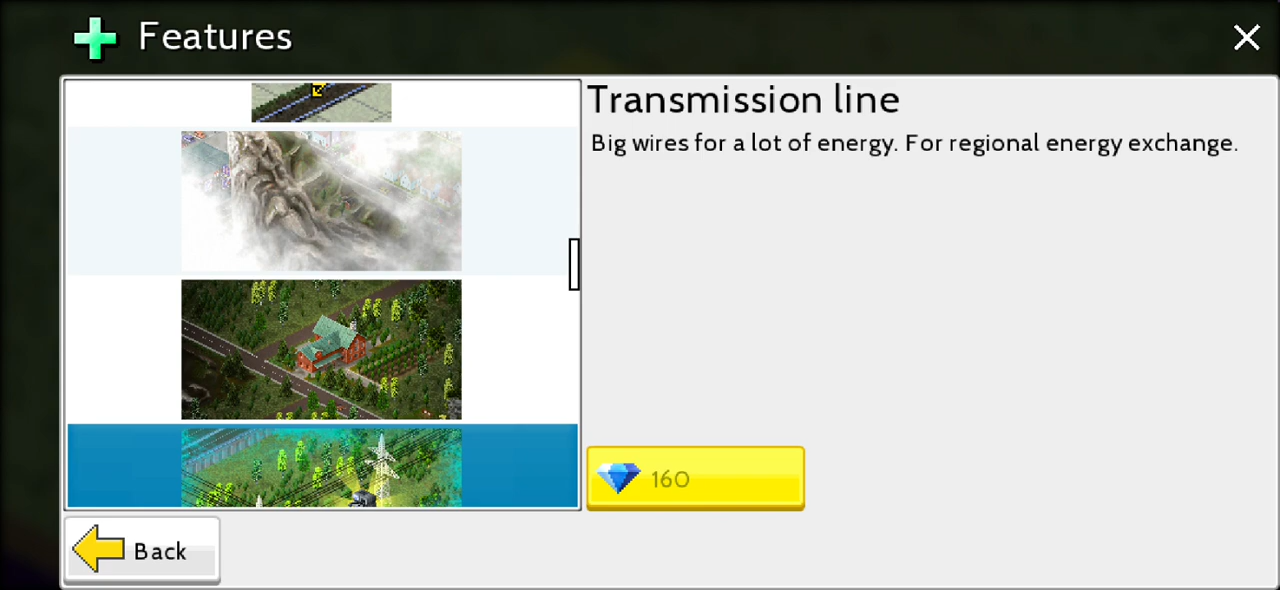 Features
Transmission line
Big wires for a lot of energy. For regional energy exchange.
160
Back